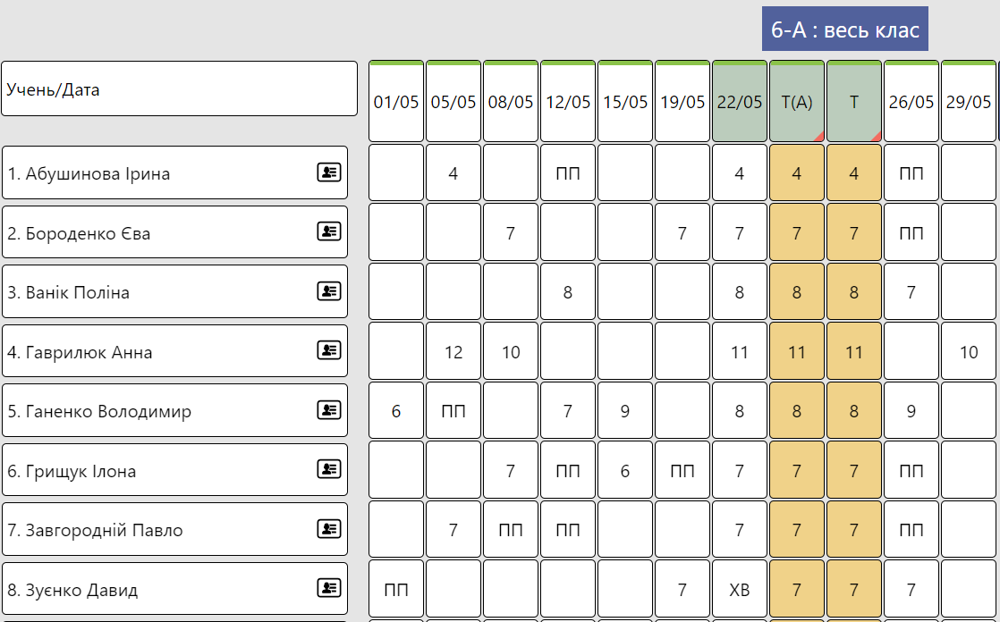 6-А : весь клас
Учень/Дата 01/05 05/05 08/05 12/05 15/05 19/05 22/05 Т(А) Т 26/05 29/05
1. Абушинова Ірина 4 ПП 4 4 4 ПП
2. Бороденко Єва 7 7 7 7 7 ПП
3. Ванік Поліна 8 8 8 8 7
4. Гаврилюк Анна 12 10 11 11 11 10
5. Ганенко Володимир 6 ПП 7 9 8 8 8 9
6. Грищук Ілона 7 ПП 6 ПП 7 7 7 ПП
7. Завгородній Павло 7 ПП ПП 7 7 7 ПП
8. Зуєнко Давид ПП 7 ХВ 7 7 7